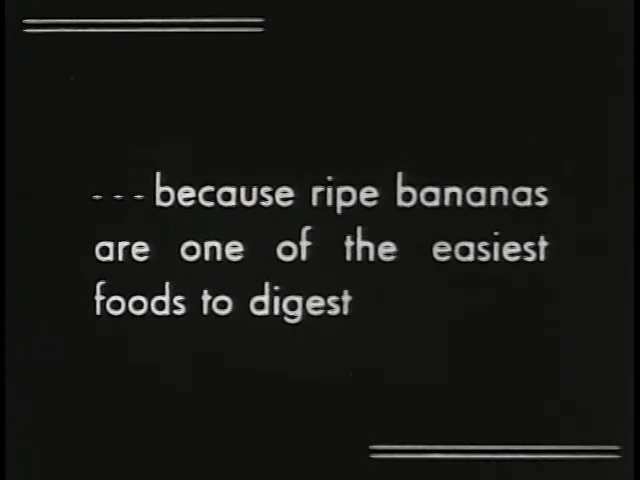 - - - because ripe bananas
are one of the easiest
foods to digest